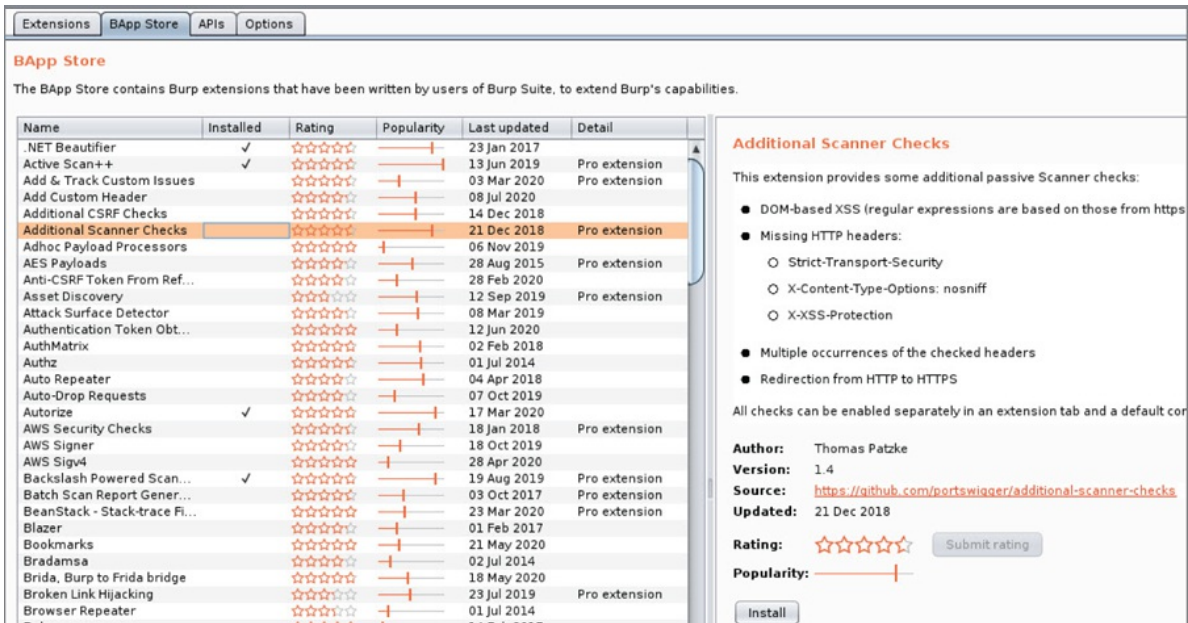 Extensions BApp Store APIs Options
BApp Store
The BApp Store contains Burp extensions that have been written by users of Burp Suite, to extend Burp's capabilities.
Name Installed Rating Popularity Last updated Detail
.NET Beautifier ✓ 23 Jan 2017
Active Scan++ ✓ 13 Jun 2019 Pro extension
Add & Track Custom Issues 03 Mar 2020 Pro extension
Add Custom Header 08 Jul 2020
Additional CSRF Checks 14 Dec 2018
Additional Scanner Checks 21 Dec 2018 Pro extension
Adhoc Payload Processors 06 Nov 2019
AES Payloads 28 Aug 2015 Pro extension
Anti-CSRF Token From Ref... 28 Feb 2020
Asset Discovery 12 Sep 2019 Pro extension
Attack Surface Detector 08 Mar 2019
Authentication Token Obt... 12 Jun 2020
AuthMatrix 02 Feb 2018
Authz 01 Jul 2014
Auto Repeater 04 Apr 2018
Auto-Drop Requests 07 Oct 2019
Autorize ✓ 17 Mar 2020
AWS Security Checks 18 Jan 2018 Pro extension
AWS Signer 18 Oct 2019
AWS Sigv4 28 Apr 2020
Backslash Powered Scan... ✓ 19 Aug 2019 Pro extension
Batch Scan Report Gener... 03 Oct 2017 Pro extension
BeanStack - Stack-trace Fi... 23 Mar 2020 Pro extension
Blazer 01 Feb 2017
Bookmarks 21 May 2020
Bradamsa 02 Jul 2014
Brida, Burp to Frida bridge 18 May 2020
Broken Link Hijacking 23 Jul 2019 Pro extension
Browser Repeater 01 Jul 2014
Additional Scanner Checks
This extension provides some additional passive Scanner checks:
DOM-based XSS (regular expressions are based on those from https
Missing HTTP headers:
Strict-Transport-Security
X-Content-Type-Options: nosniff
X-XSS-Protection
Multiple occurrences of the checked headers
Redirection from HTTP to HTTPS
All checks can be enabled separately in an extension tab and a default cor
Author: Thomas Patzke
Version: 1.4
Source: https://github.com/portswigger/additional-scanner-checks
Updated: 21 Dec 2018
Rating: Submit rating
Popularity:
Install